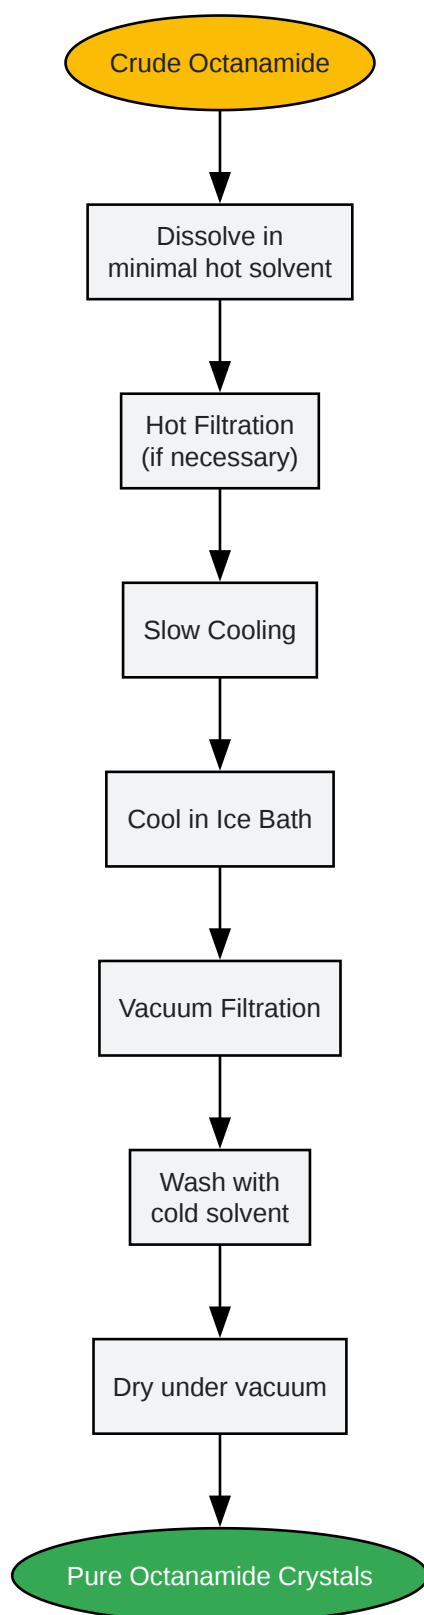 Crude Octanamide
Dissolve in
minimal hot solvent
Hot Filtration
(if necessary)
Slow Cooling
Cool in Ice Bath
Vacuum Filtration
Wash with
cold solvent
Dry under vacuum
Pure Octanamide Crystals